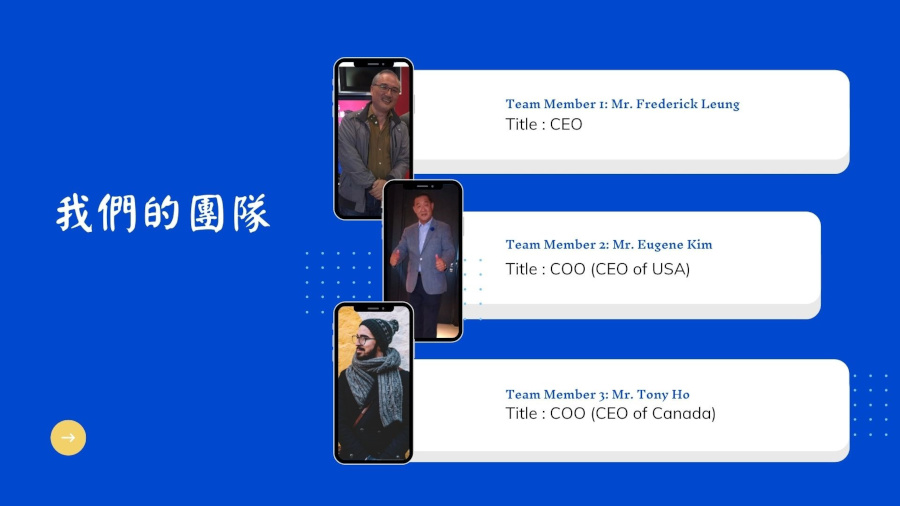 我們的團隊
Team Member 1: Mr. Frederick Leung
Title : CEO
Team Member 2: Mr. Eugene Kim
Title : COO (CEO of USA)
Team Member 3: Mr. Tony Ho
Title : COO (CEO of Canada)